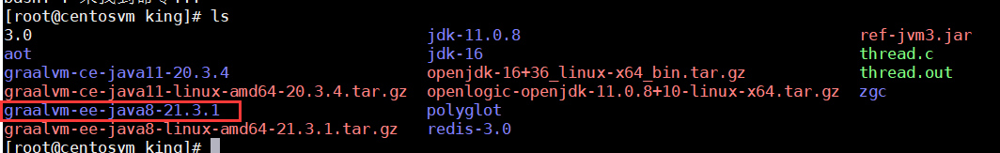 [root@centosvm king]# ls
3.0 jdk-11.0.8 ref-jvm3.jar
aot jdk-16 thread.c
graalvm-ce-java11-20.3.4 openjdk-16+36_linux-x64_bin.tar.gz thread.out
graalvm-ce-java11-linux-amd64-20.3.4.tar.gz openlogic-openjdk-11.0.8+10-linux-x64.tar.gz zgc
graalvm-ee-java8-21.3.1 polyglot
graalvm-ee-java8-linux-amd64-21.3.1.tar.gz redis-3.0
[root@centosvm king]#